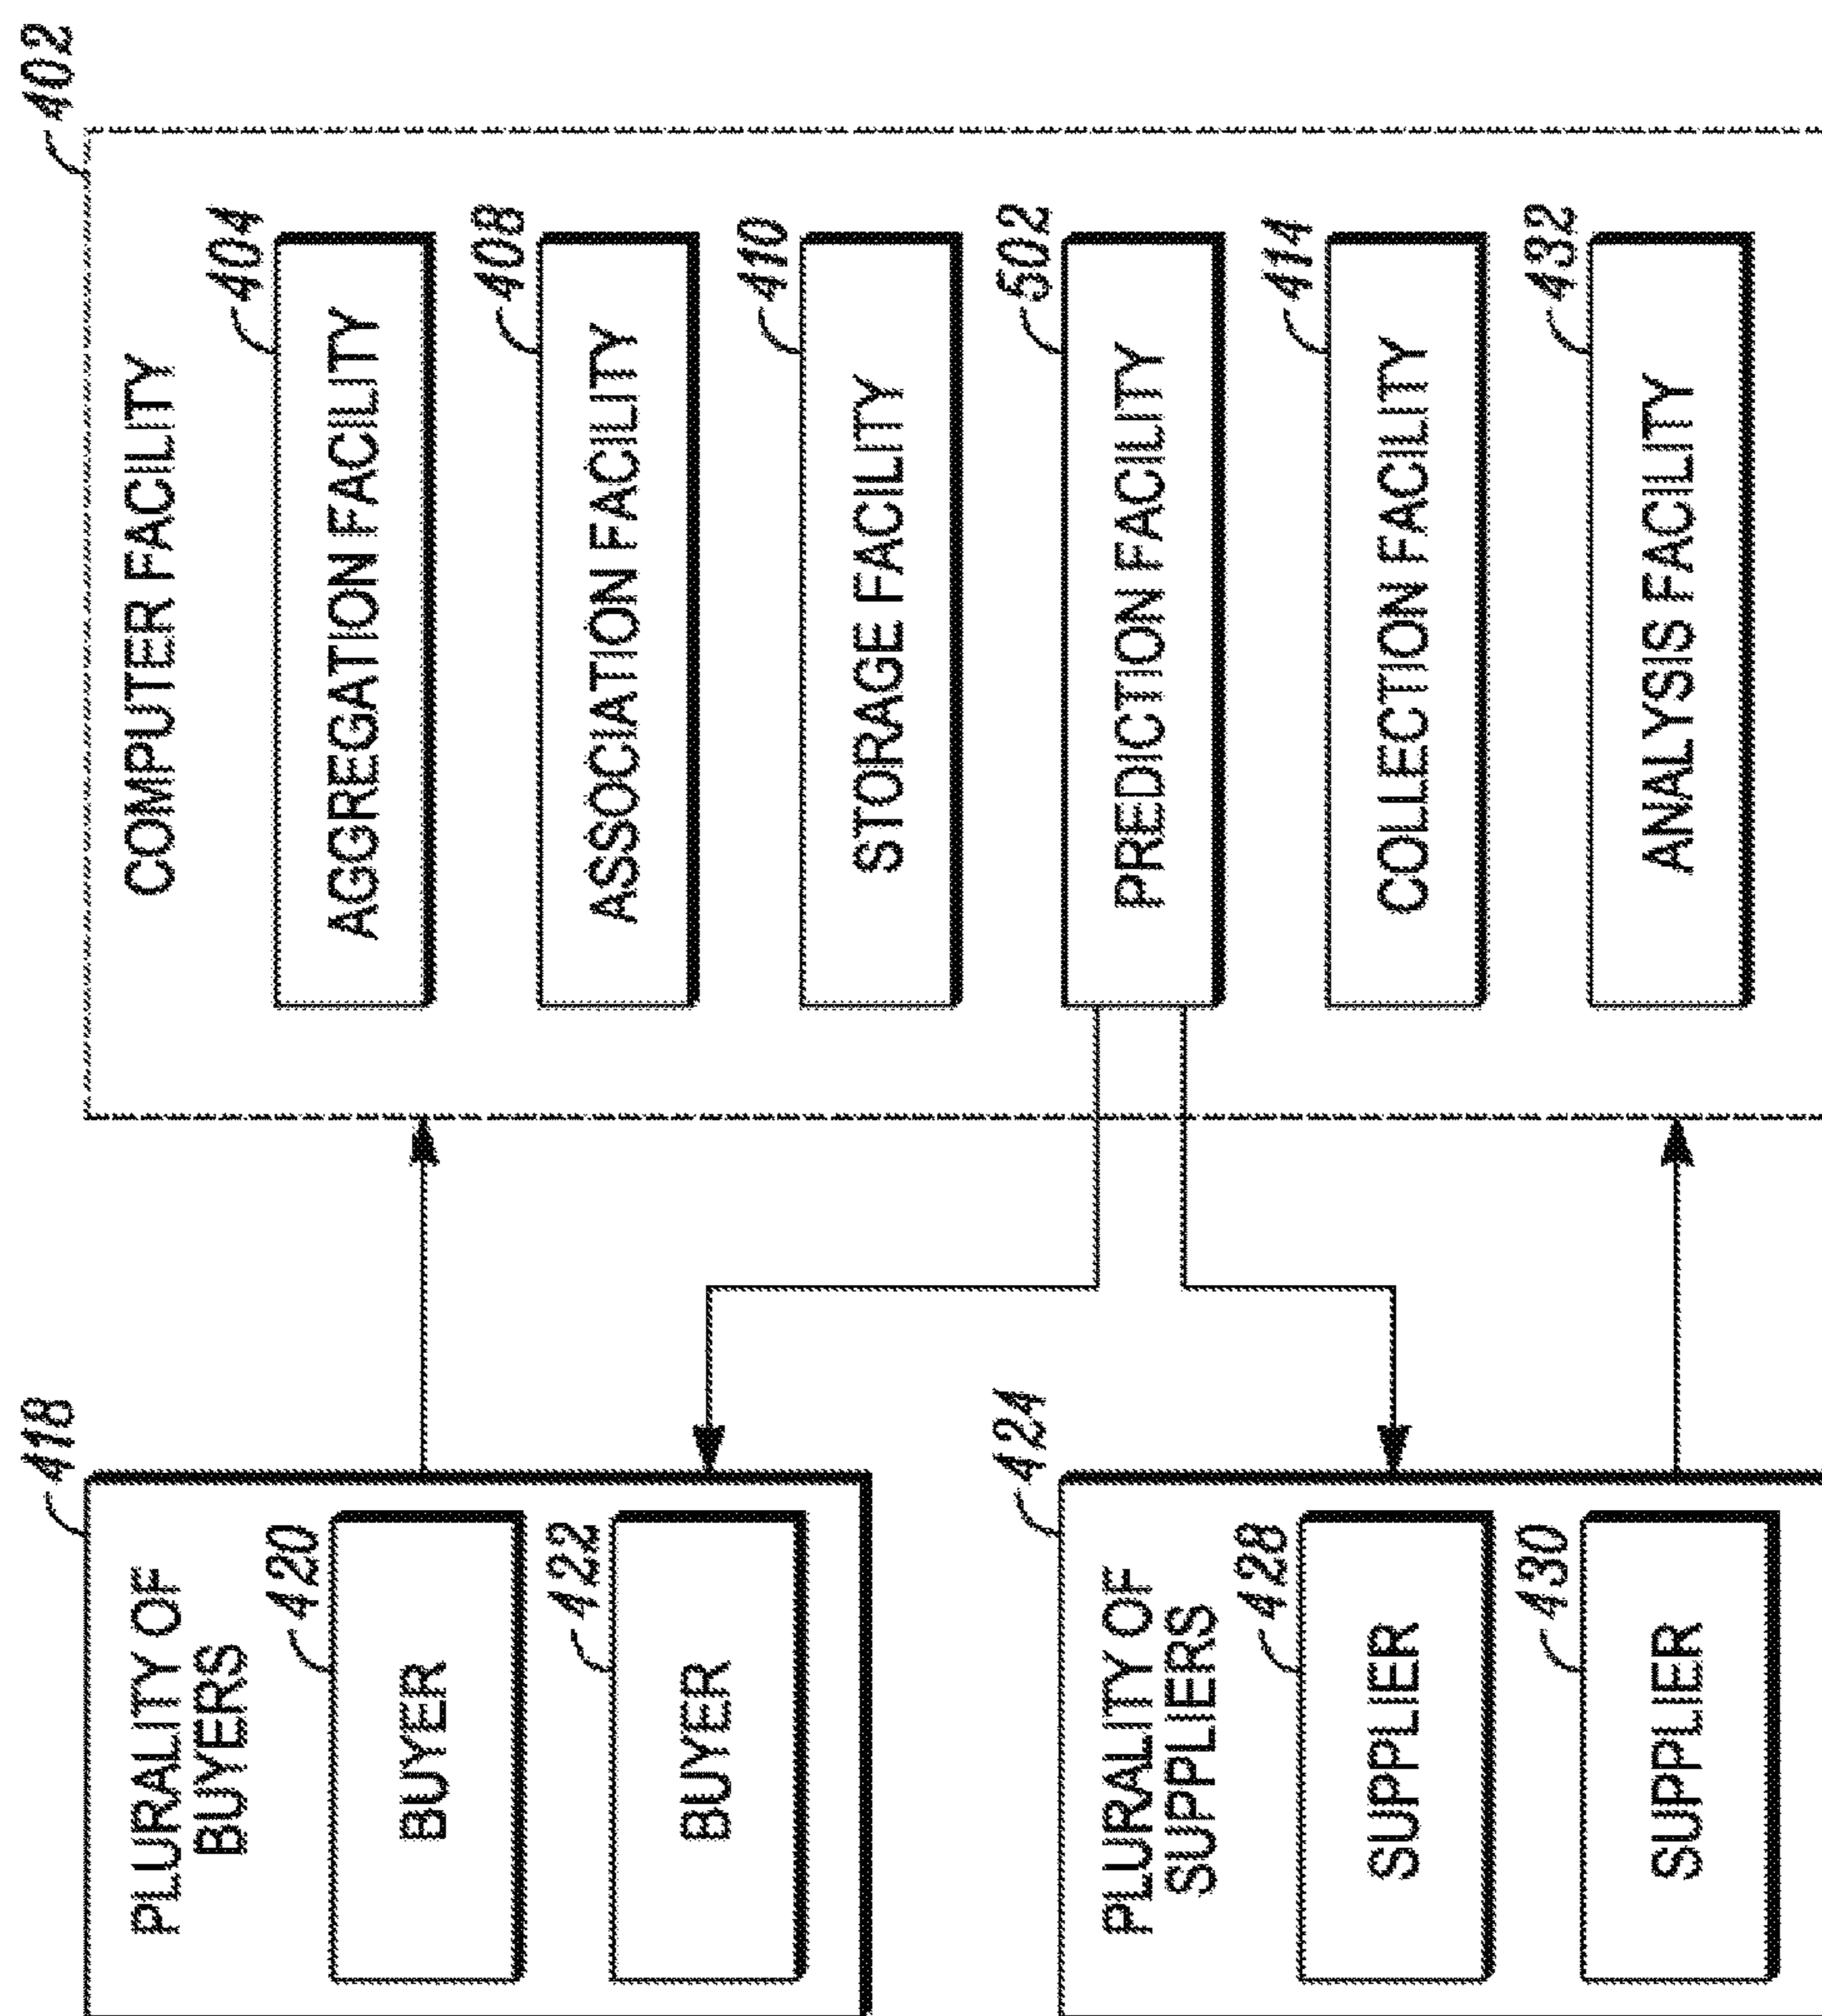 418
PLURALITY OF
BUYERS
420
BUYER
422
BUYER
424
PLURALITY OF
SUPPLIERS
428
SUPPLIER
430
SUPPLIER
402
COMPUTER FACILITY
404
AGGREGATION FACILITY
408
ASSOCIATION FACILITY
410
STORAGE FACILITY
502
PREDICTION FACILITY
414
COLLECTION FACILITY
432
ANALYSIS FACILITY